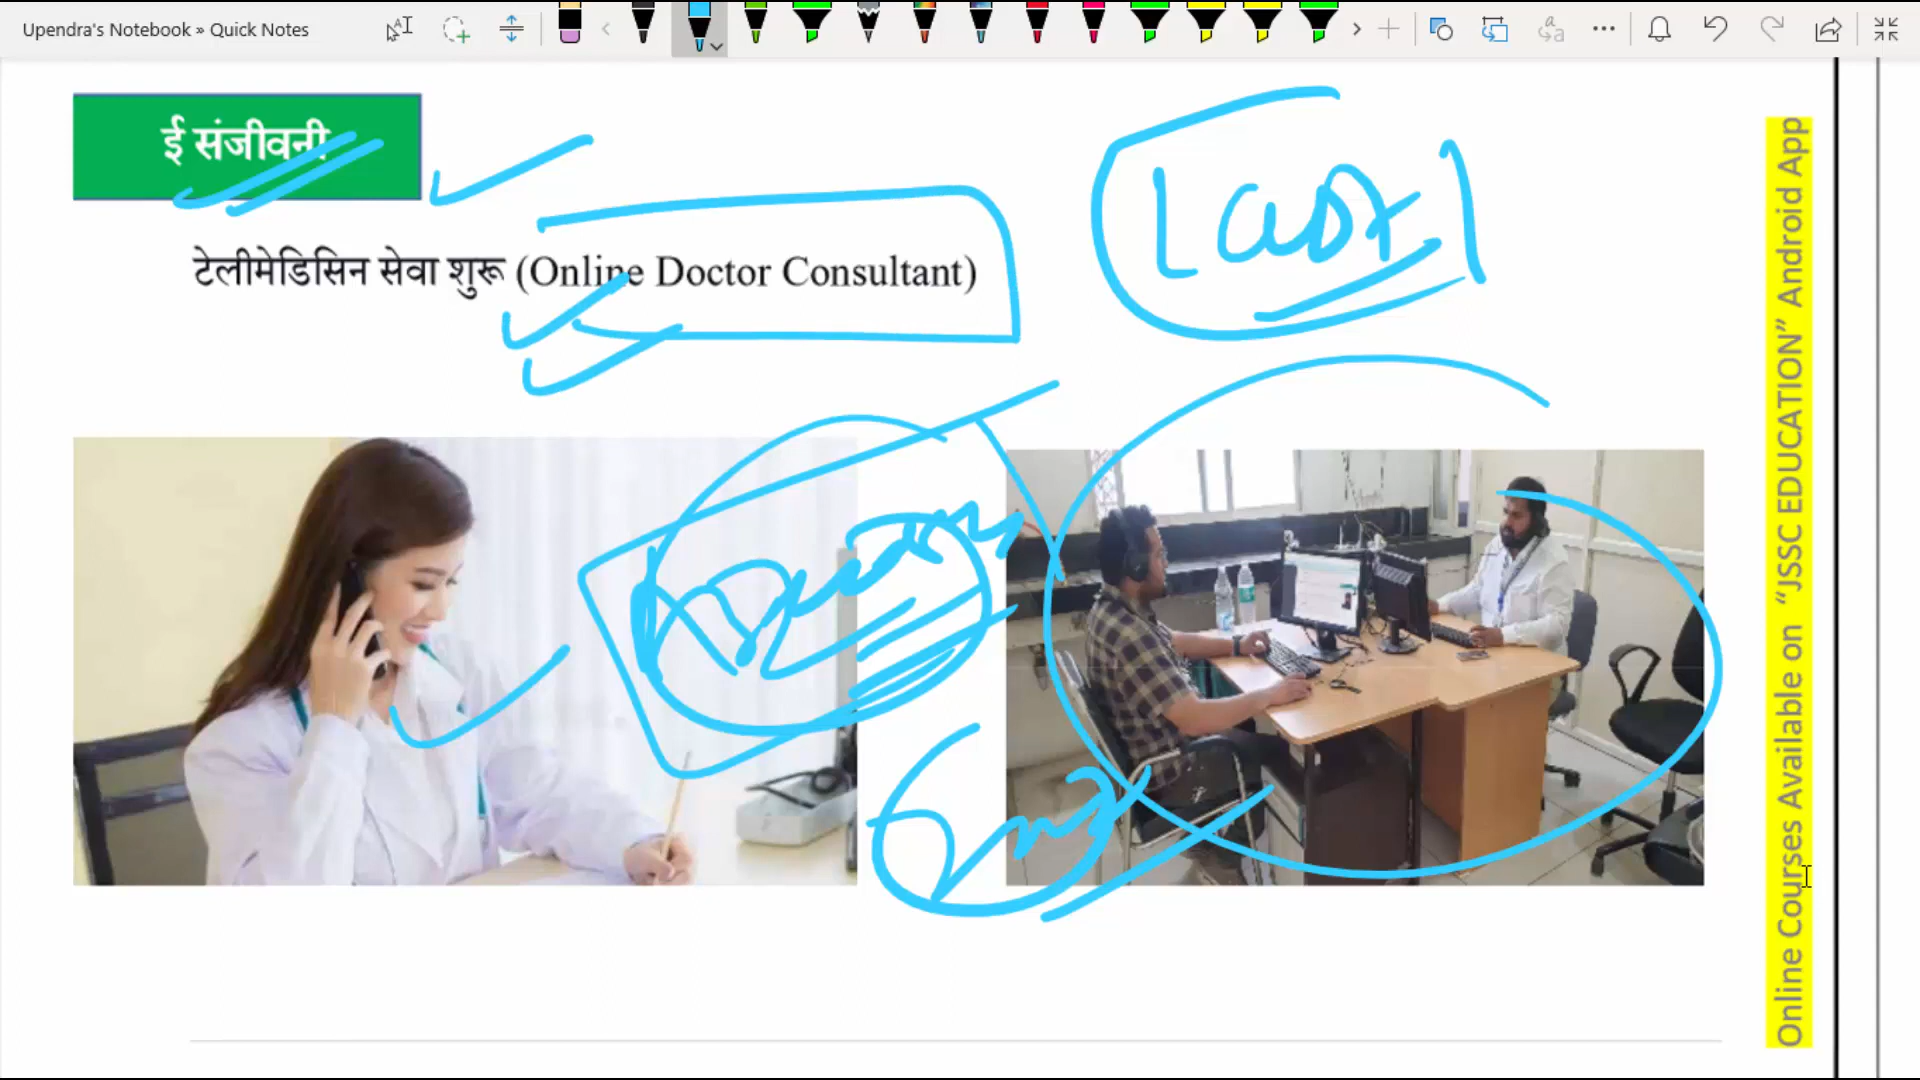 Upendra's Notebook » Quick Notes
ई संजीवनी
Last
टेलीमेडिसिन सेवा शुरू (Online Doctor Consultant)
Online Courses Available on “JSSC EDUCATION” Android App